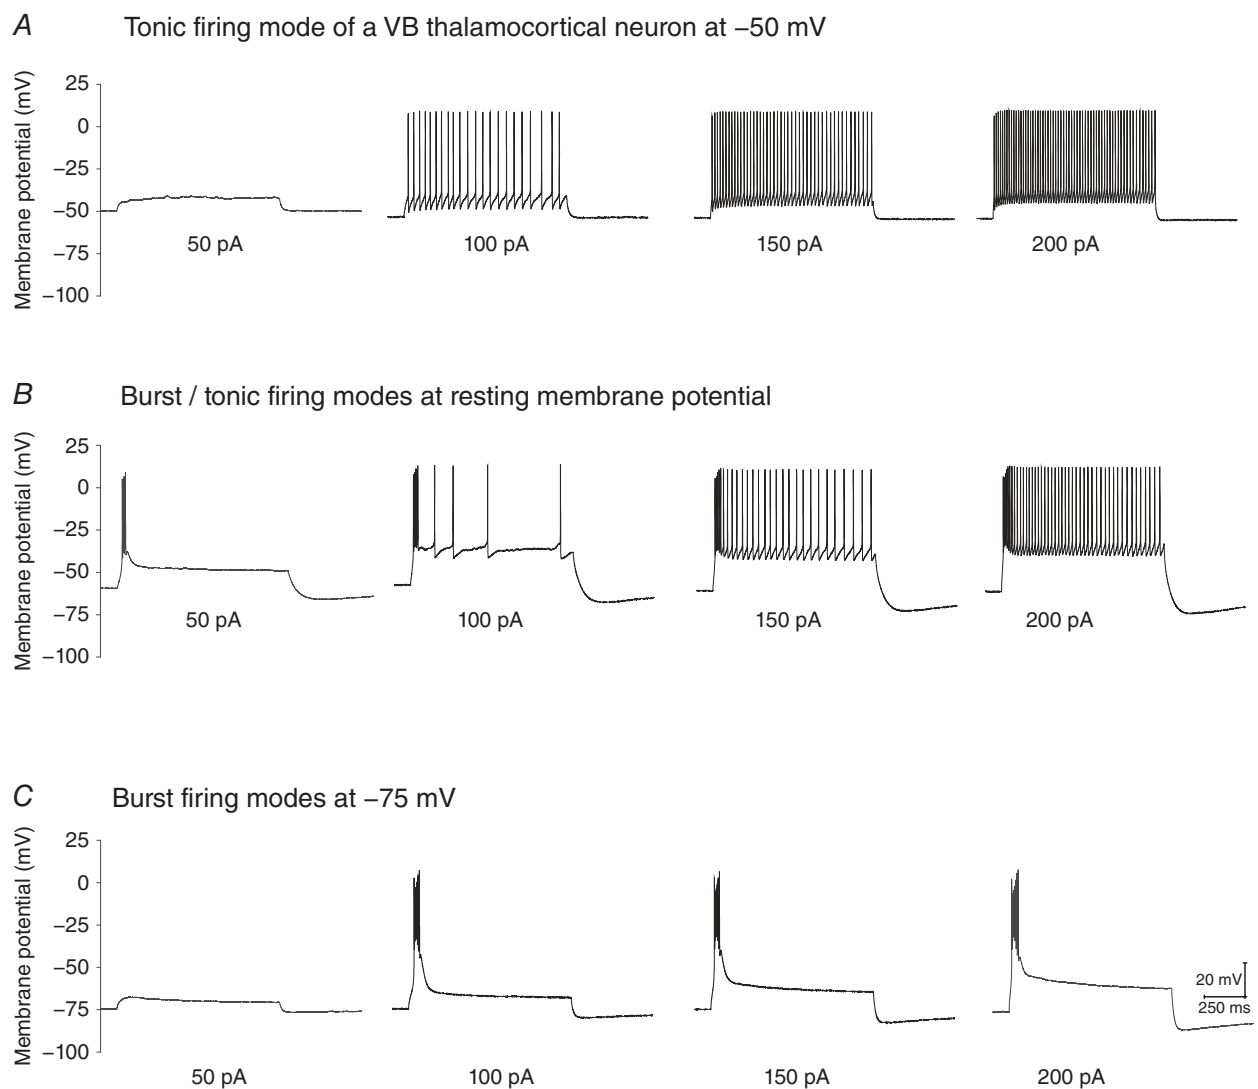 A Tonic firing mode of a VB thalamocortical neuron at −50 mV
Membrane potential (mV)
25
0
−25
−50
−75
−100
50 pA 100 pA 150 pA 200 pA
B Burst / tonic firing modes at resting membrane potential
Membrane potential (mV)
25
0
−25
−50
−75
−100
50 pA 100 pA 150 pA 200 pA
C Burst firing modes at −75 mV
Membrane potential (mV)
25
0
−25
−50
−75
−100
20 mV
250 ms
50 pA 100 pA 150 pA 200 pA